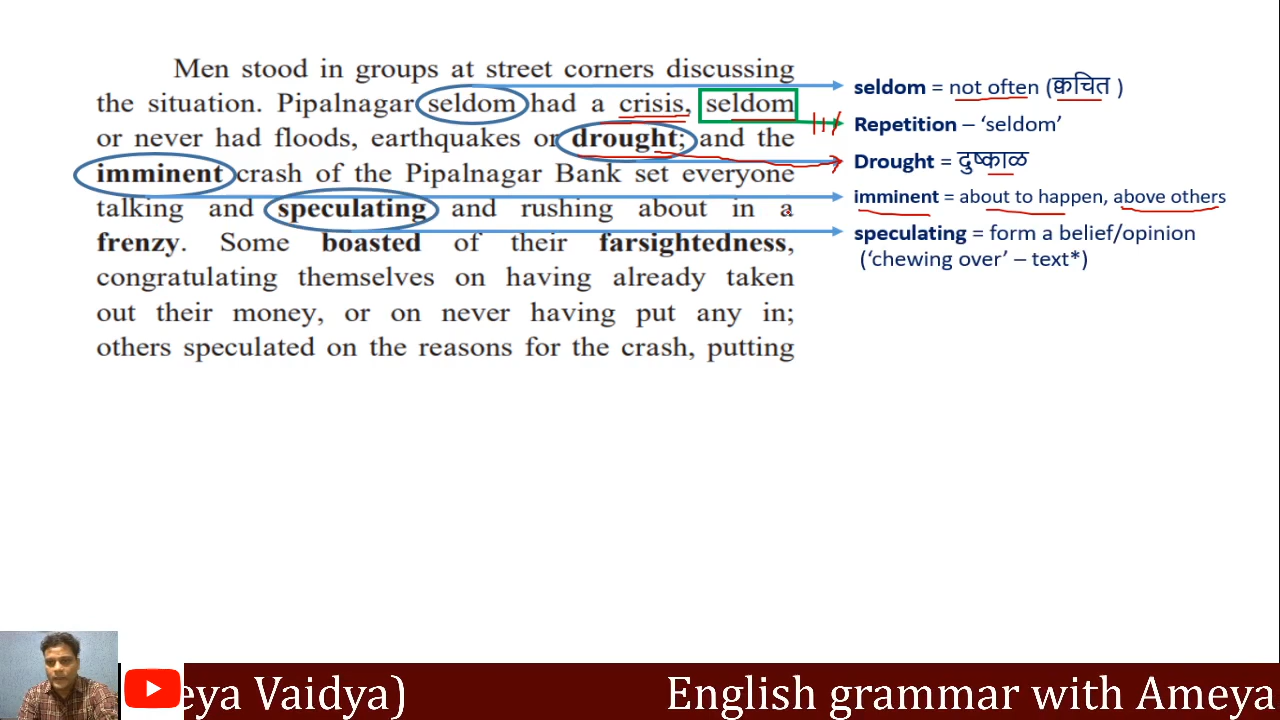 Men stood in groups at street corners discussing
the situation. Pipalnagar seldom had a crisis, seldom
or never had floods, earthquakes or drought; and the
imminent crash of the Pipalnagar Bank set everyone
talking and speculating and rushing about in a
frenzy. Some boasted of their farsightedness,
congratulating themselves on having already taken
out their money, or on never having put any in;
others speculated on the reasons for the crash, putting
seldom = not often (क्वचित )
Repetition – ‘seldom’
Drought = दुष्काळ
imminent = about to happen, above others
speculating = form a belief/opinion
(‘chewing over’ – text*)
eya Vaidya) English grammar with Ameya